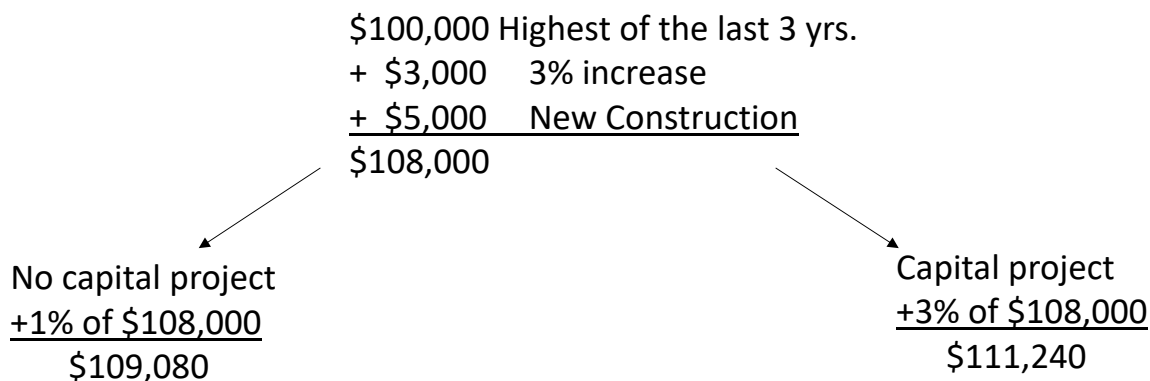 $100,000 Highest of the last 3 yrs.
+ $3,000 3% increase
+ $5,000 New Construction
$108,000
No capital project
+1% of $108,000
$109,080
Capital project
+3% of $108,000
$111,240